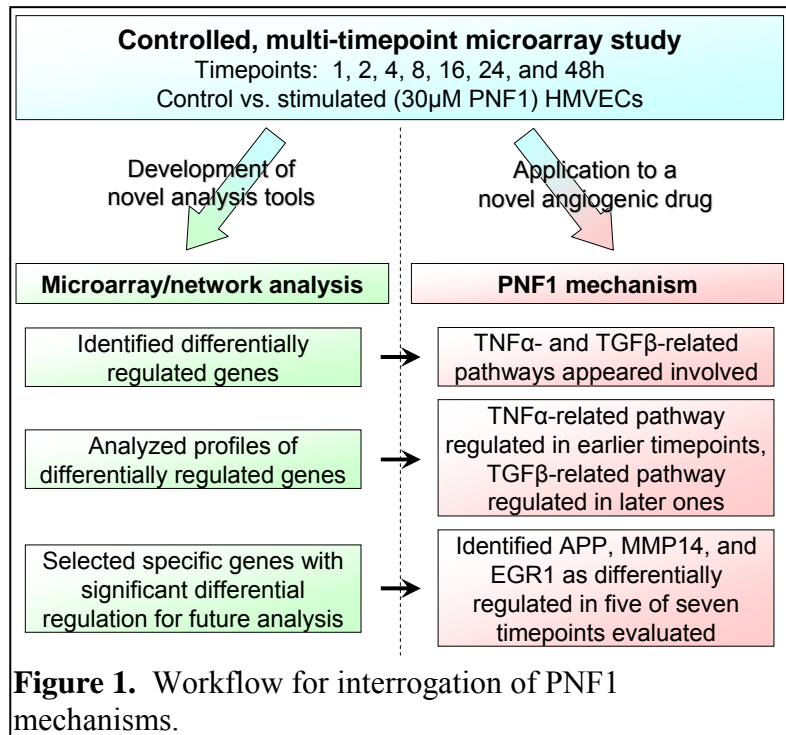 Controlled, multi-timepoint microarray study
Timepoints: 1, 2, 4, 8, 16, 24, and 48h
Control vs. stimulated (30µM PNF1) HMVECs
Development of
novel analysis tools
Application to a
novel angiogenic drug
Microarray/network analysis
PNF1 mechanism
Identified differentially
regulated genes
TNFα- and TGFβ-related
pathways appeared involved
Analyzed profiles of
differentially regulated genes
TNFα-related pathway
regulated in earlier timepoints,
TGFβ-related pathway
regulated in later ones
Selected specific genes with
significant differential
regulation for future analysis
Identified APP, MMP14, and
EGR1 as differentially
regulated in five of seven
timepoints evaluated
Figure 1. Workflow for interrogation of PNF1
mechanisms.